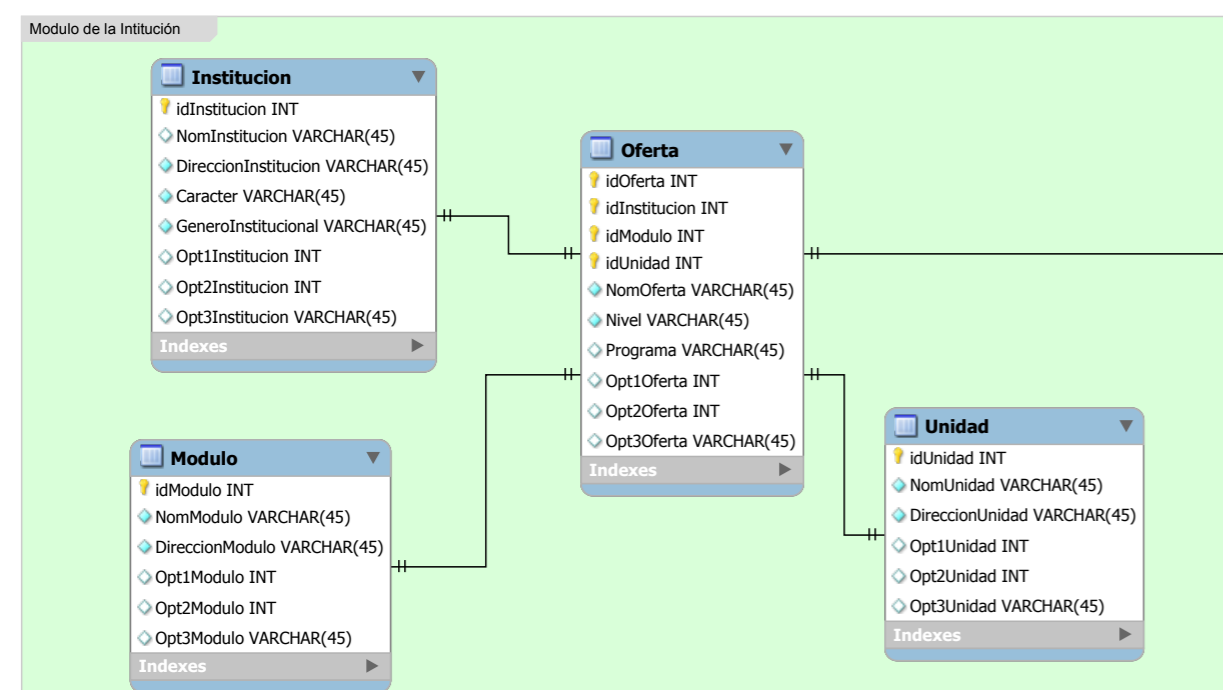 Modulo de la Intitución
Institucion
idInstitucion INT
NomInstitucion VARCHAR(45)
DireccionInstitucion VARCHAR(45)
Caracter VARCHAR(45)
GeneroInstitucional VARCHAR(45)
Opt1Institucion INT
Opt2Institucion INT
Opt3Institucion VARCHAR(45)
Indexes
Oferta
idOferta INT
idInstitucion INT
idModulo INT
idUnidad INT
NomOferta VARCHAR(45)
Nivel VARCHAR(45)
Programa VARCHAR(45)
Opt1Oferta INT
Opt2Oferta INT
Opt3Oferta VARCHAR(45)
Indexes
Modulo
idModulo INT
NomModulo VARCHAR(45)
DireccionModulo VARCHAR(45)
Opt1Modulo INT
Opt2Modulo INT
Opt3Modulo VARCHAR(45)
Indexes
Unidad
idUnidad INT
NomUnidad VARCHAR(45)
DireccionUnidad VARCHAR(45)
Opt1Unidad INT
Opt2Unidad INT
Opt3Unidad VARCHAR(45)
Indexes